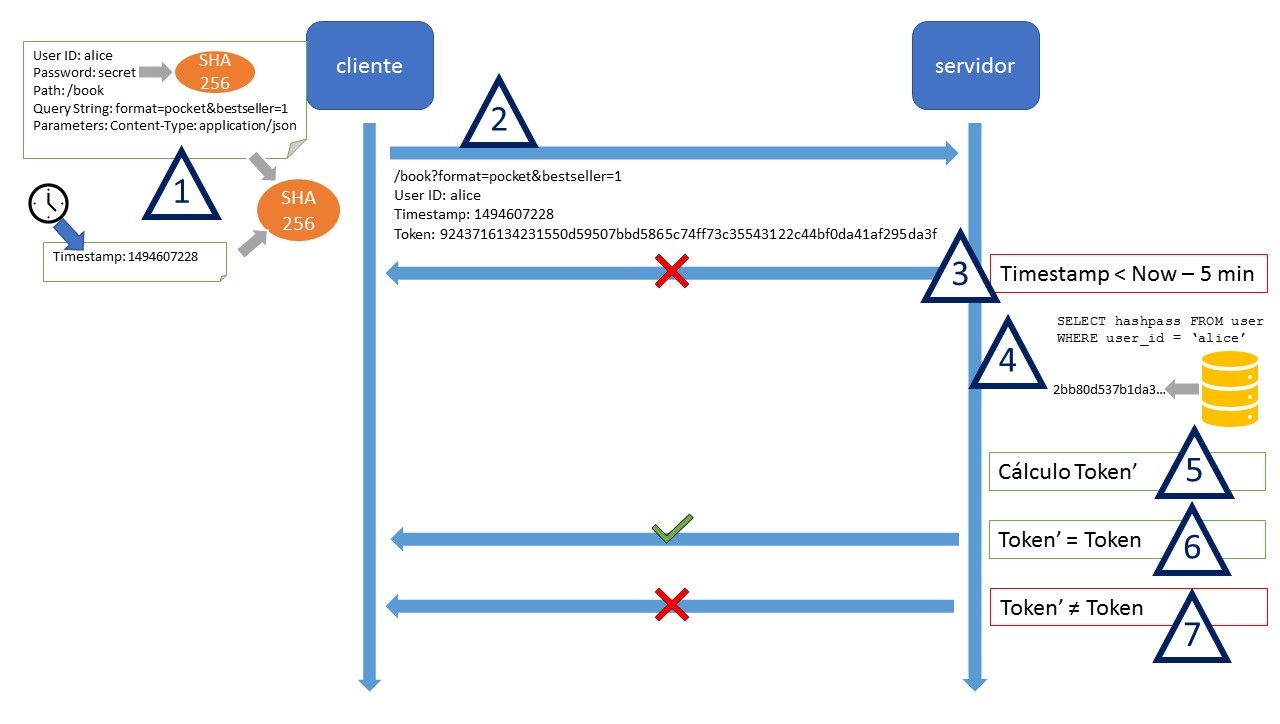 User ID: alice
Password: secret
Path: /book
Query String: format=pocket&bestseller=1
Parameters: Content-Type: application/json
SHA
256
cliente
servidor
1
SHA
256
Timestamp: 1494607228
2
/book?format=pocket&bestseller=1
User ID: alice
Timestamp: 1494607228
Token: 9243716134231550d59507bbd5865c74ff73c35543122c44bf0da41af295da3f
3
Timestamp < Now – 5 min
4
SELECT hashpass FROM user
WHERE user_id = ‘alice’
2bb80d537b1da3...
Cálculo Token’
5
Token’ = Token
6
Token’ ≠ Token
7